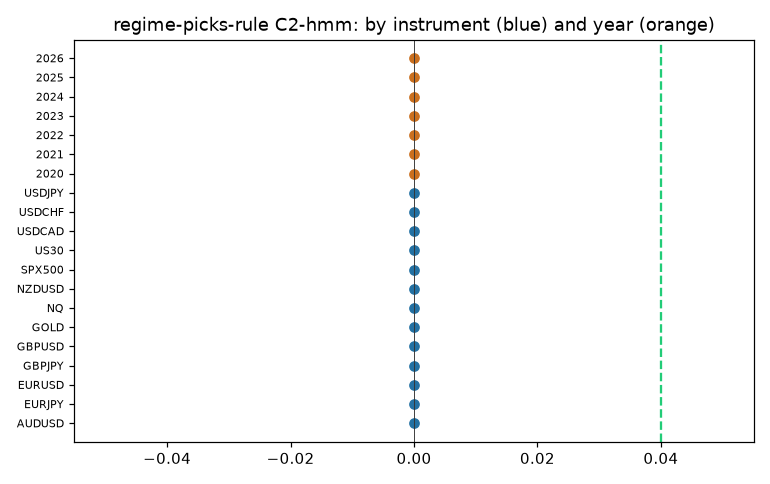 regime-picks-rule C2-hmm: by instrument (blue) and year (orange)
2026
2025
2024
2023
2022
2021
2020
USDJPY
USDCHF
USDCAD
US30
SPX500
NZDUSD
NQ
GOLD
GBPUSD
GBPJPY
EURUSD
EURJPY
AUDUSD
−0.04 −0.02 0.00 0.02 0.04